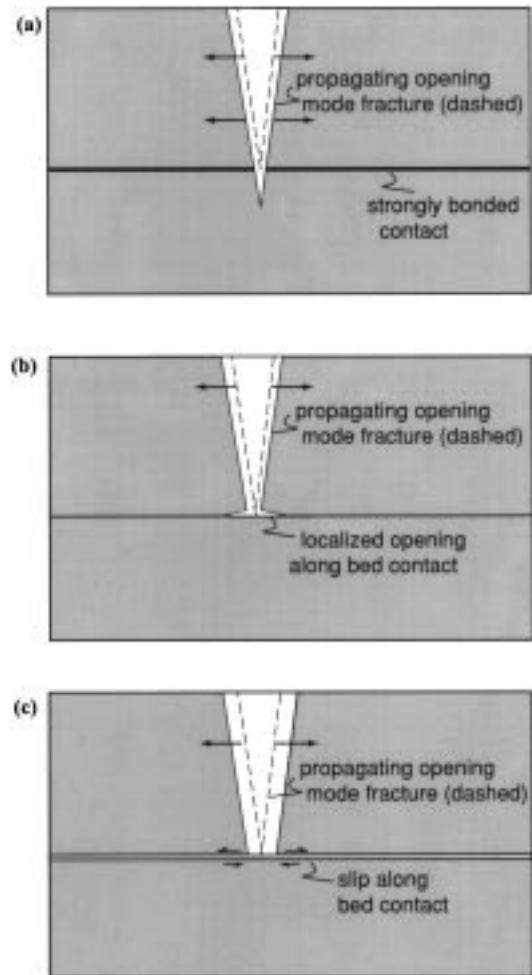 (a)
propagating opening
mode fracture (dashed)
strongly bonded
contact
(b)
propagating opening
mode fracture (dashed)
localized opening
along bed contact
(c)
propagating opening
mode fracture (dashed)
slip along
bed contact